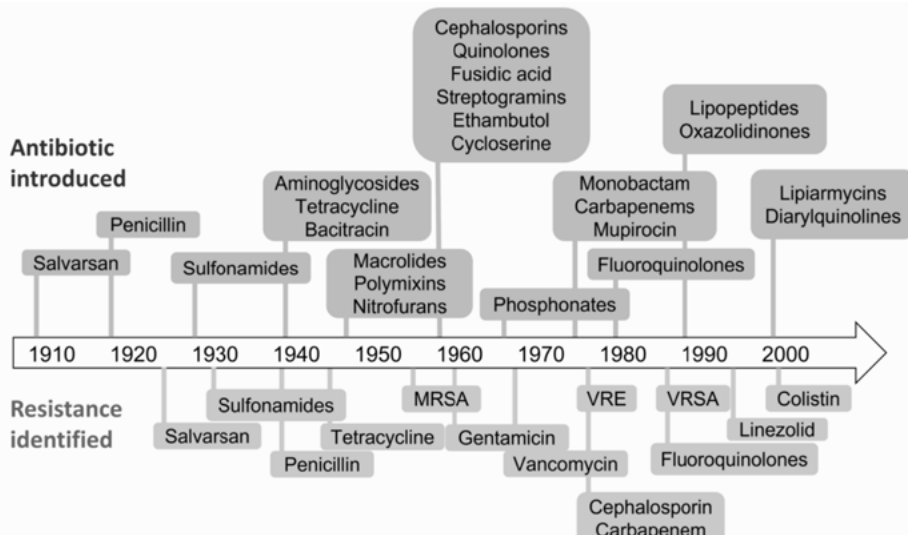 Cephalosporins
Quinolones
Fusidic acid
Streptogramins
Ethambutol
Cycloserine
Lipopeptides
Oxazolidinones
Antibiotic
introduced
Aminoglycosides
Tetracycline
Bacitracin
Monobactam
Carbapenems
Mupirocin
Lipiarmycins
Diarylquinolines
Penicillin
Salvarsan
Sulfonamides
Macrolides
Polymixins
Nitrofurans
Fluoroquinolones
Phosphonates
1910 1920 1930 1940 1950 1960 1970 1980 1990 2000
Resistance
identified
Sulfonamides
MRSA
VRE
VRSA
Colistin
Salvarsan
Tetracycline
Gentamicin
Linezolid
Penicillin
Vancomycin
Fluoroquinolones
Cephalosporin
Carbapenem